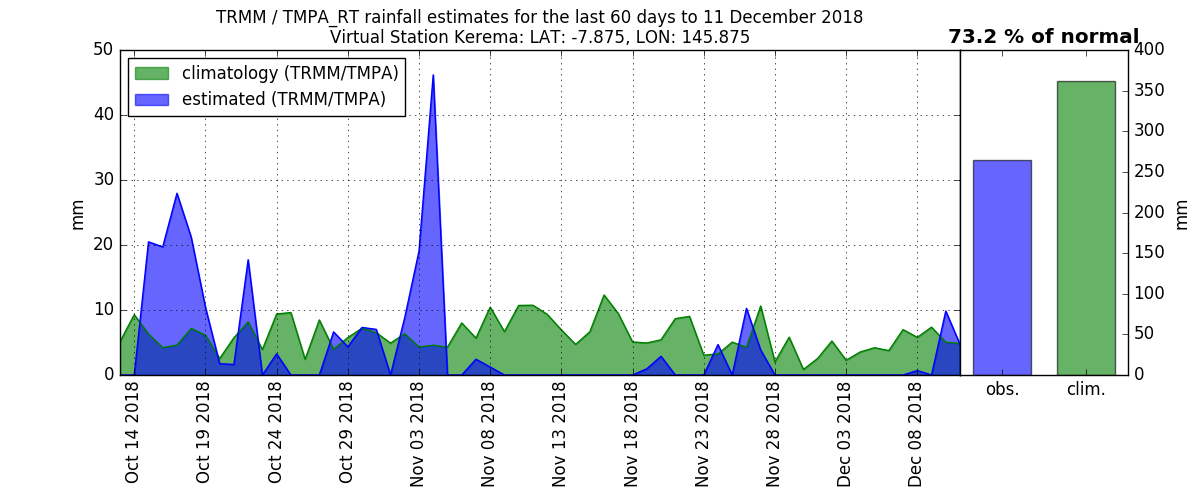 TRMM / TMPA_RT rainfall estimates for the last 60 days to 11 December 2018
Virtual Station Kerema: LAT: -7.875, LON: 145.875
73.2 % of normal
climatology (TRMM/TMPA)
estimated (TRMM/TMPA)
50
40
30
20
10
0
mm
Oct 14 2018
Oct 19 2018
Oct 24 2018
Oct 29 2018
Nov 03 2018
Nov 08 2018
Nov 13 2018
Nov 18 2018
Nov 23 2018
Nov 28 2018
Dec 03 2018
Dec 08 2018
obs.
clim.
400
350
300
250
200
150
100
50
0
mm